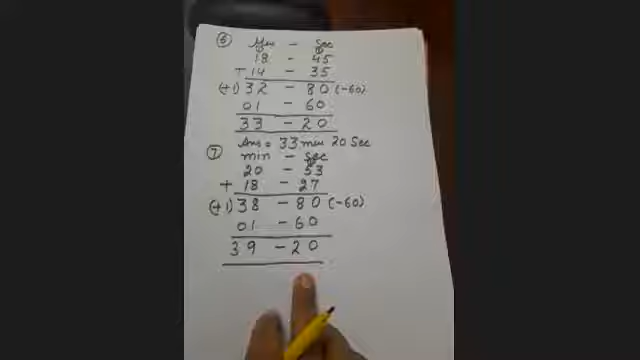 6 Min - Sec
18 - 45
+ 14 - 35
(+1) 32 - 80 (-60)
01 - 60
33 - 20
Ans = 33 min 20 Sec
7 min - Sec
20 - 53
+ 18 - 27
(+1) 38 - 80 (-60)
01 - 60
39 - 20